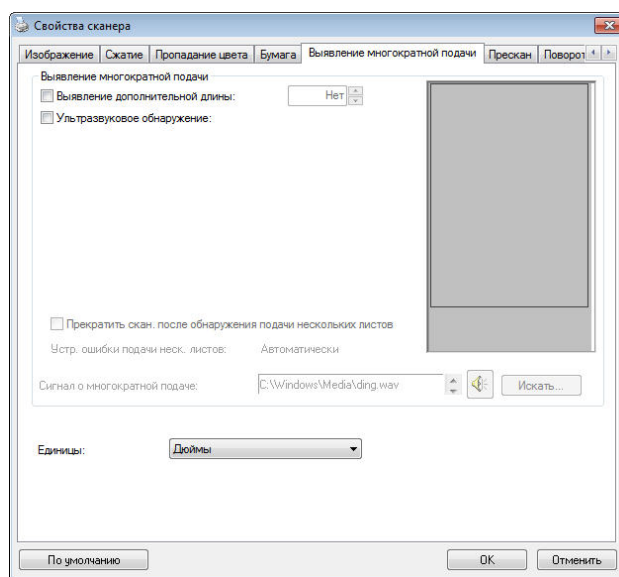 Свойства сканера
Изображение Сжатие Пропадание цвета Бумага Выявление многократной подачи Прескан Поворот
Выявление многократной подачи
Выявление дополнительной длины: Нет
Ультразвуковое обнаружение:
Прекратить скан. после обнаружения подачи нескольких листов
Устр. ошибки подачи неск. листов: Автоматически
Сигнал о многократной подаче: C:\Windows\Media\ding.wav Искать...
Единицы: Дюймы
По умолчанию OK Отменить